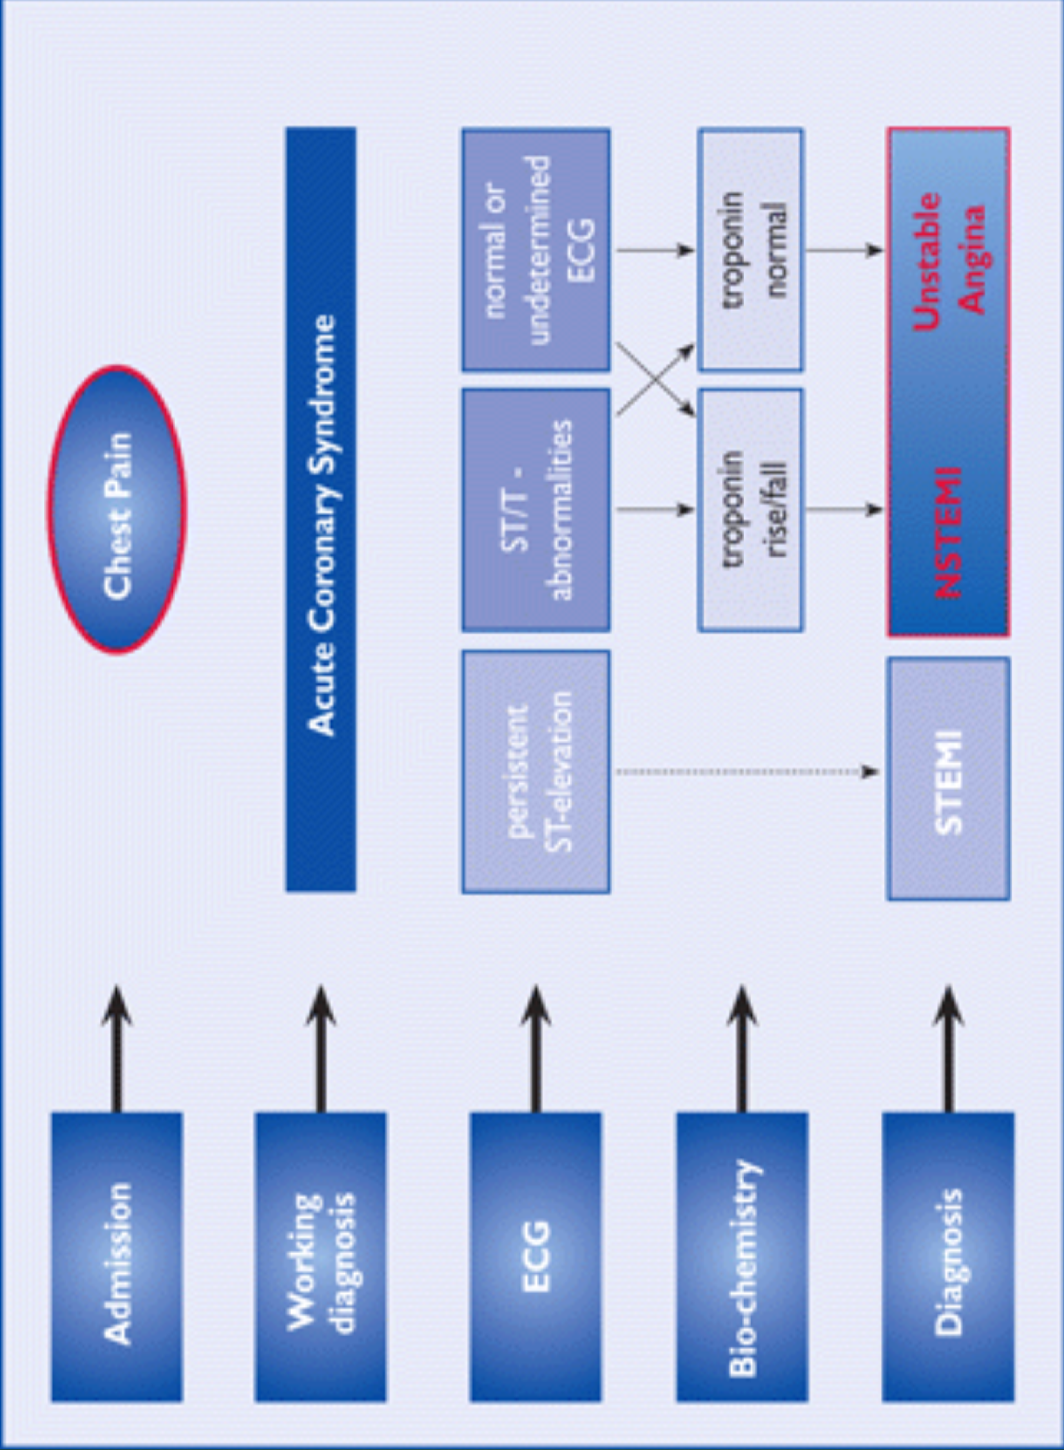 Admission
Chest Pain
Working
diagnosis
Acute Coronary Syndrome
ECG
persistent
ST-elevation
ST/T -
abnormalities
normal or
undetermined
ECG
Bio-chemistry
troponin
rise/fall
troponin
normal
Diagnosis
STEMI
NSTEMI
Unstable
Angina